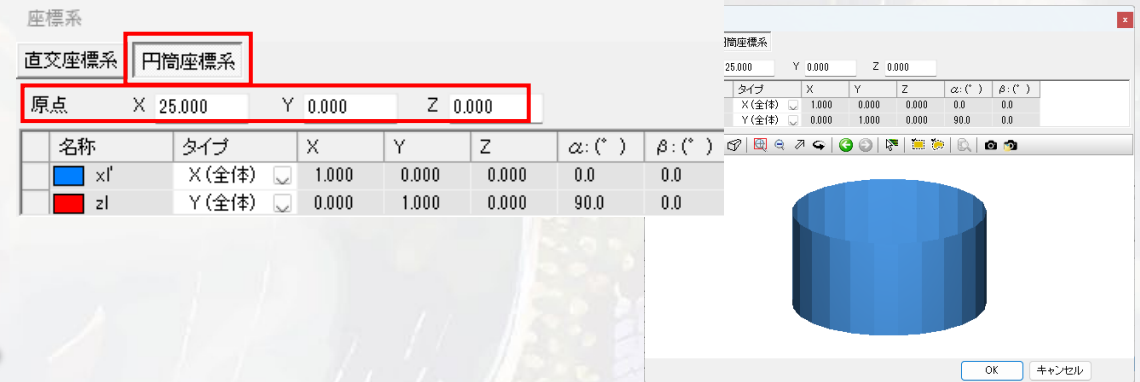 座標系
直交座標系 円筒座標系
原点 X 25.000 Y 0.000 Z 0.000
名称 タイプ X Y Z α:(°) β:(°)
xl' X(全体) 1.000 0.000 0.000 0.0 0.0
zl Y(全体) 0.000 1.000 0.000 90.0 0.0
筒座標系
25.000 Y 0.000 Z 0.000
タイプ X Y Z α:(°) β:(°)
X(全体) 1.000 0.000 0.000 0.0 0.0
Y(全体) 0.000 1.000 0.000 90.0 0.0
OK キャンセル